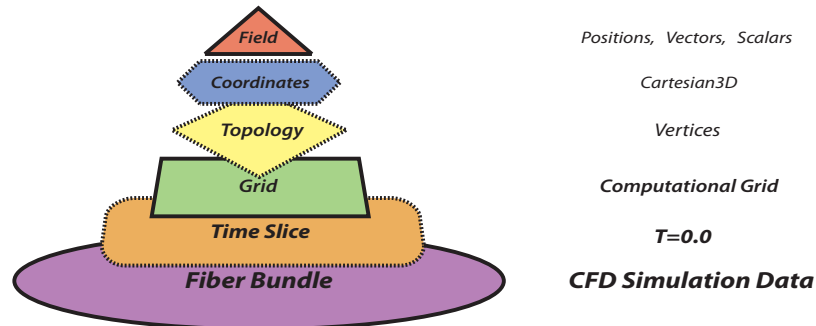 Field Positions, Vectors, Scalars
Coordinates Cartesian3D
Topology Vertices
Grid Computational Grid
Time Slice T=0.0
Fiber Bundle CFD Simulation Data